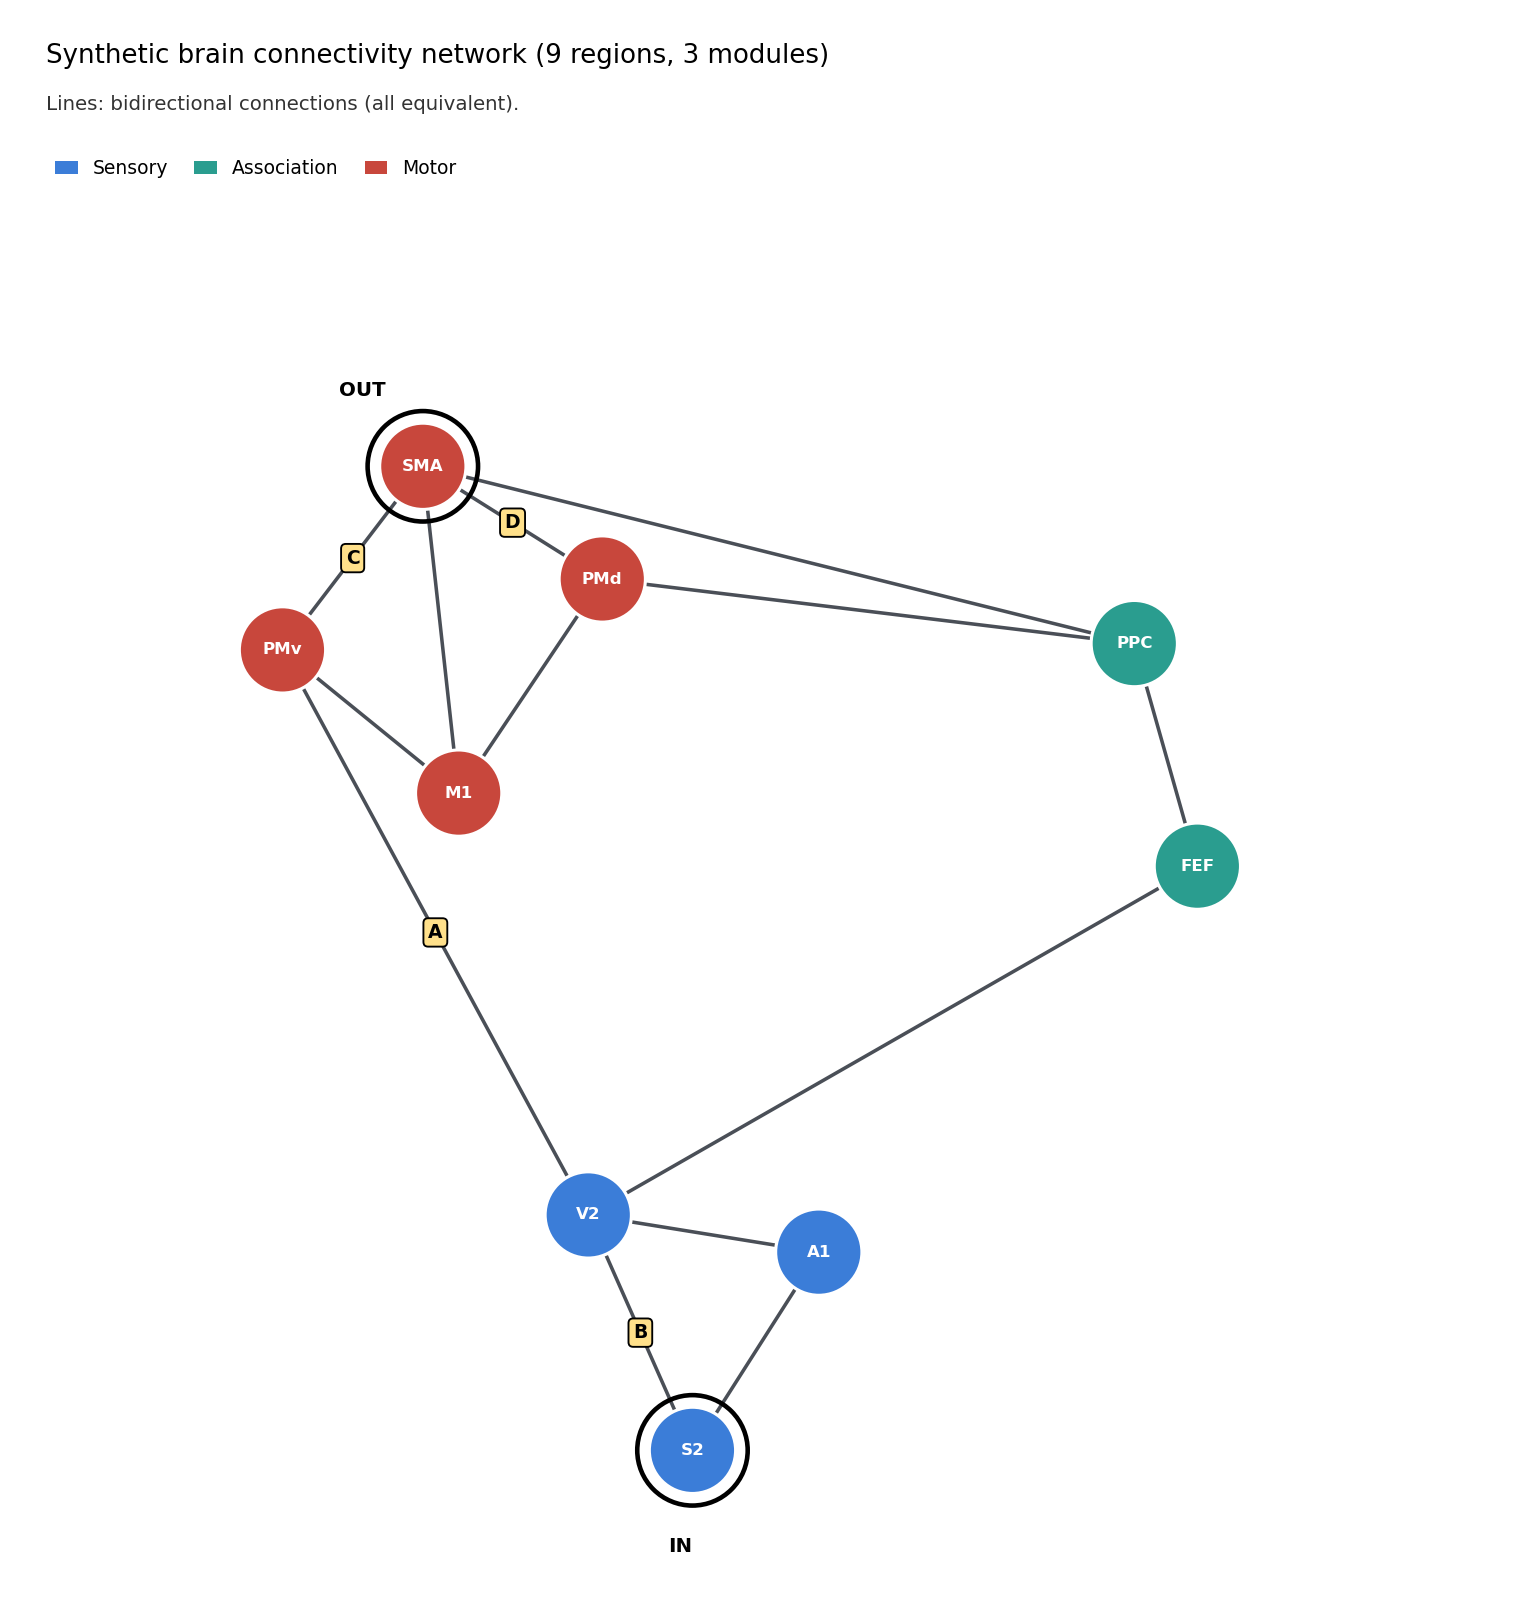 Synthetic brain connectivity network (9 regions, 3 modules)
Lines: bidirectional connections (all equivalent).
Sensory Association Motor
OUT
SMA
D
C
PMd
PPC
PMv
M1
FEF
A
V2
A1
B
S2
IN